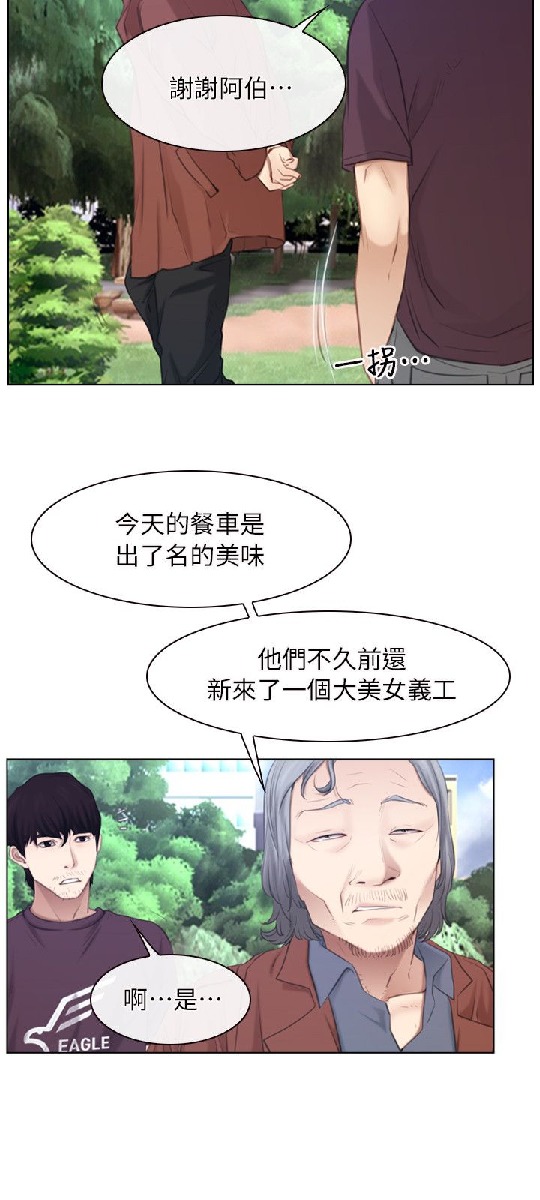 謝謝阿伯…
一拐…
今天的餐車是
出了名的美味
他們不久前還
新來了一個大美女義工
啊…是…
EAGLE